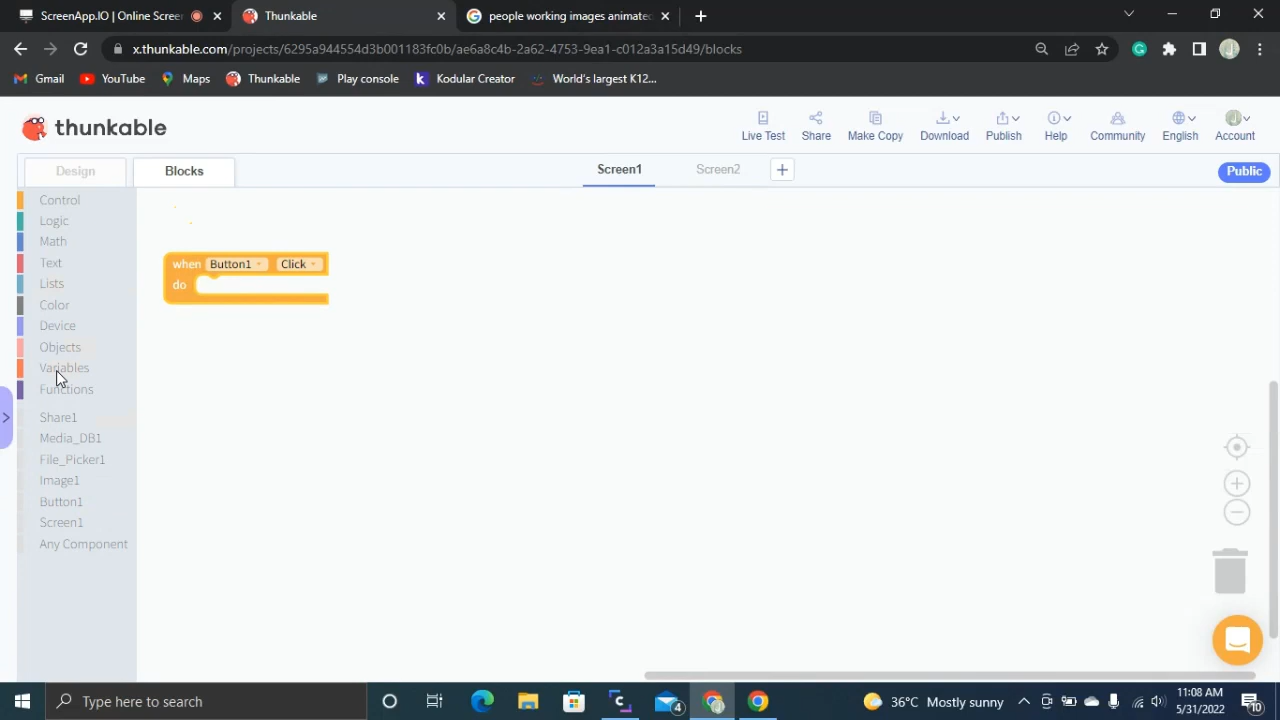 ScreenApp.IO | Online Screen
Thunkable
people working images animated
x.thunkable.com/projects/6295a944554d3b001183fc0b/ae6a8c4b-2a62-4753-9ea1-c012a3a15d49/blocks
Gmail
YouTube
Maps
Thunkable
Play console
Kodular Creator
World's largest K12...
thunkable
Live Test
Share
Make Copy
Download
Publish
Help
Community
English
Account
Design
Blocks
Screen1
Screen2
Public
Control
Logic
Math
Text
Lists
Color
Device
Objects
Variables
Functions
Share1
Media_DB1
File_Picker1
Image1
Button1
Screen1
Any Component
when Button1 Click
do
Type here to search
4
36°C Mostly sunny
11:08 AM
5/31/2022
10